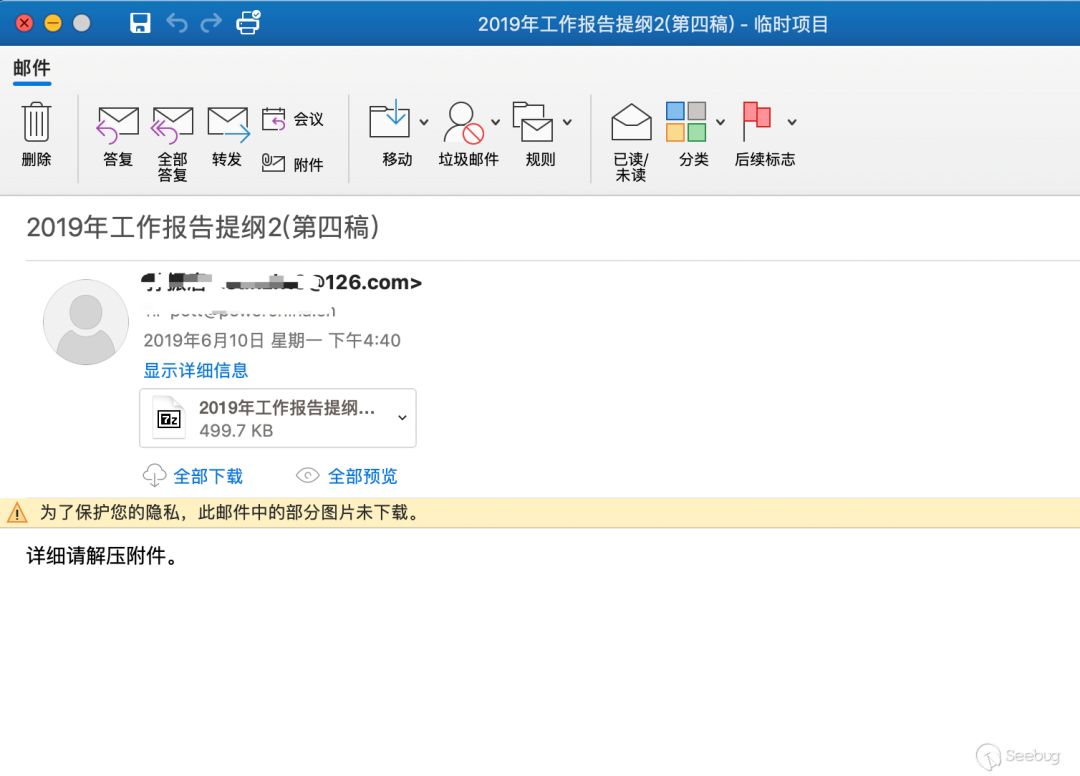 2019年工作报告提纲2(第四稿) - 临时项目
邮件
删除
答复
全部
答复
转发
会议
附件
移动
垃圾邮件
规则
已读/
未读
分类
后续标志
2019年工作报告提纲2(第四稿)
@126.com>
2019年6月10日 星期一 下午4:40
显示详细信息
7z
2019年工作报告提纲...
499.7 KB
全部下载
全部预览
为了保护您的隐私，此邮件中的部分图片未下载。
详细请解压附件。
Seebug